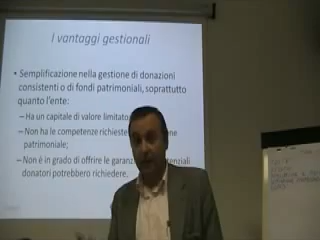 I vantaggi gestionali
• Semplificazione nella gestione di donazioni
consistenti o di fondi patrimoniali, soprattutto
quanto l'ente:
– Ha un capitale di valore limitato
– Non ha le competenze richieste
patrimoniale;
– Non è in grado di offrire le garanz
donatori potrebbero richiedere.